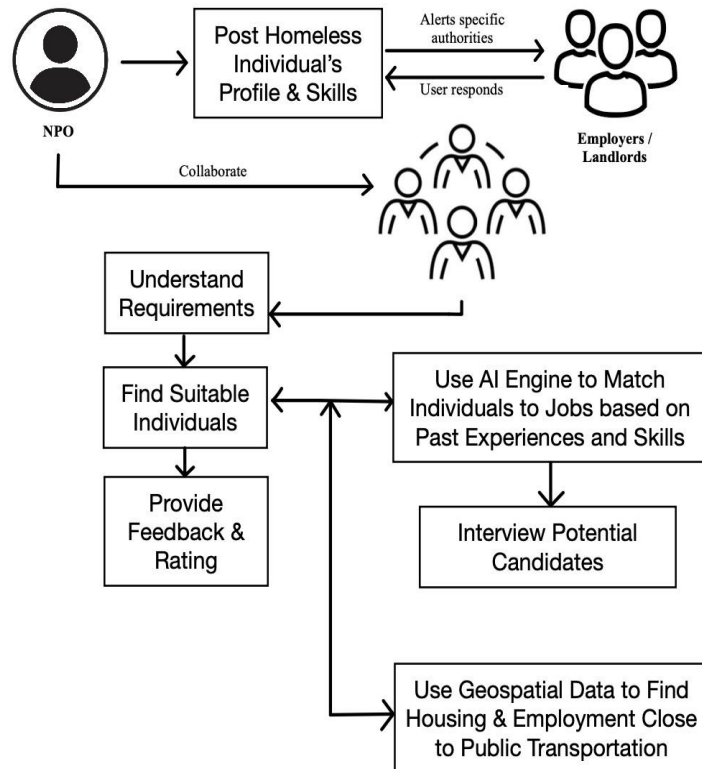 Post Homeless
Individual's
Profile & Skills
Alerts specific
authorities
User responds
NPO
Employers /
Landlords
Collaborate
Understand
Requirements
Find Suitable
Individuals
Use AI Engine to Match
Individuals to Jobs based on
Past Experiences and Skills
Provide
Feedback &
Rating
Interview Potential
Candidates
Use Geospatial Data to Find
Housing & Employment Close
to Public Transportation